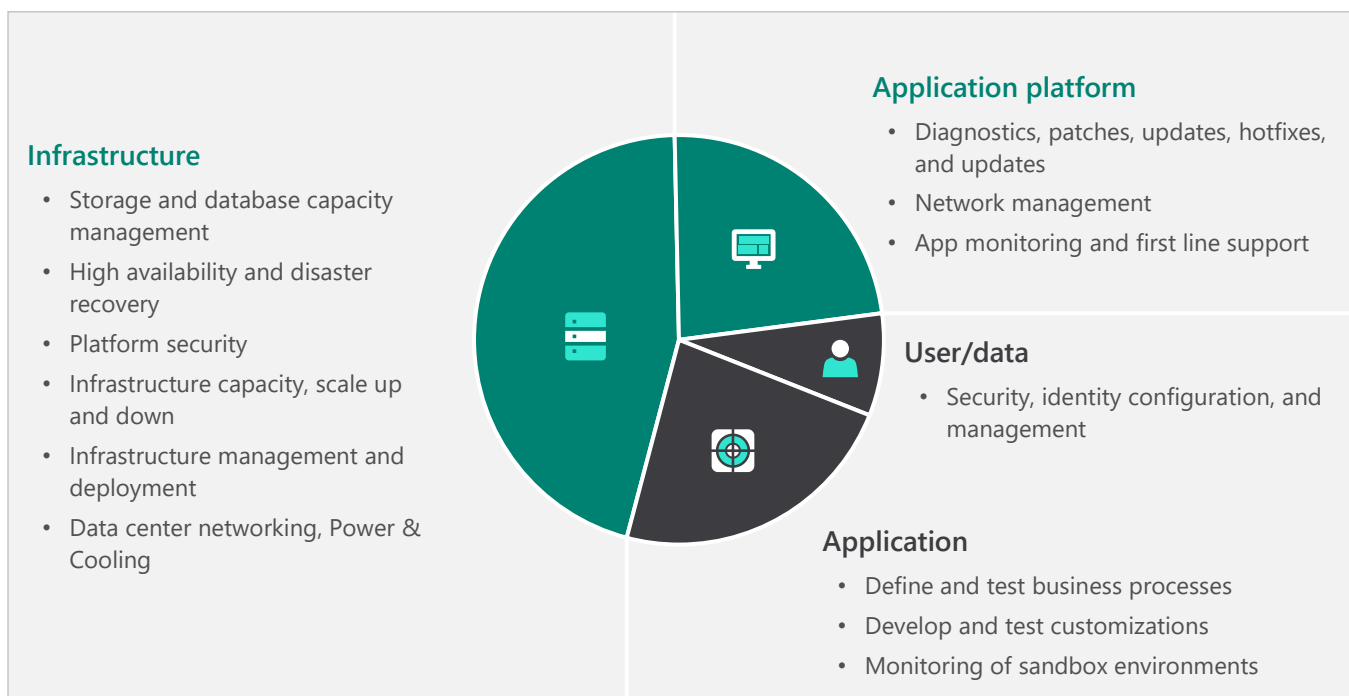 Infrastructure
• Storage and database capacity
management
• High availability and disaster
recovery
• Platform security
• Infrastructure capacity, scale up
and down
• Infrastructure management and
deployment
• Data center networking, Power &
Cooling
Application platform
• Diagnostics, patches, updates, hotfixes,
and updates
• Network management
• App monitoring and first line support
User/data
• Security, identity configuration, and
management
Application
• Define and test business processes
• Develop and test customizations
• Monitoring of sandbox environments